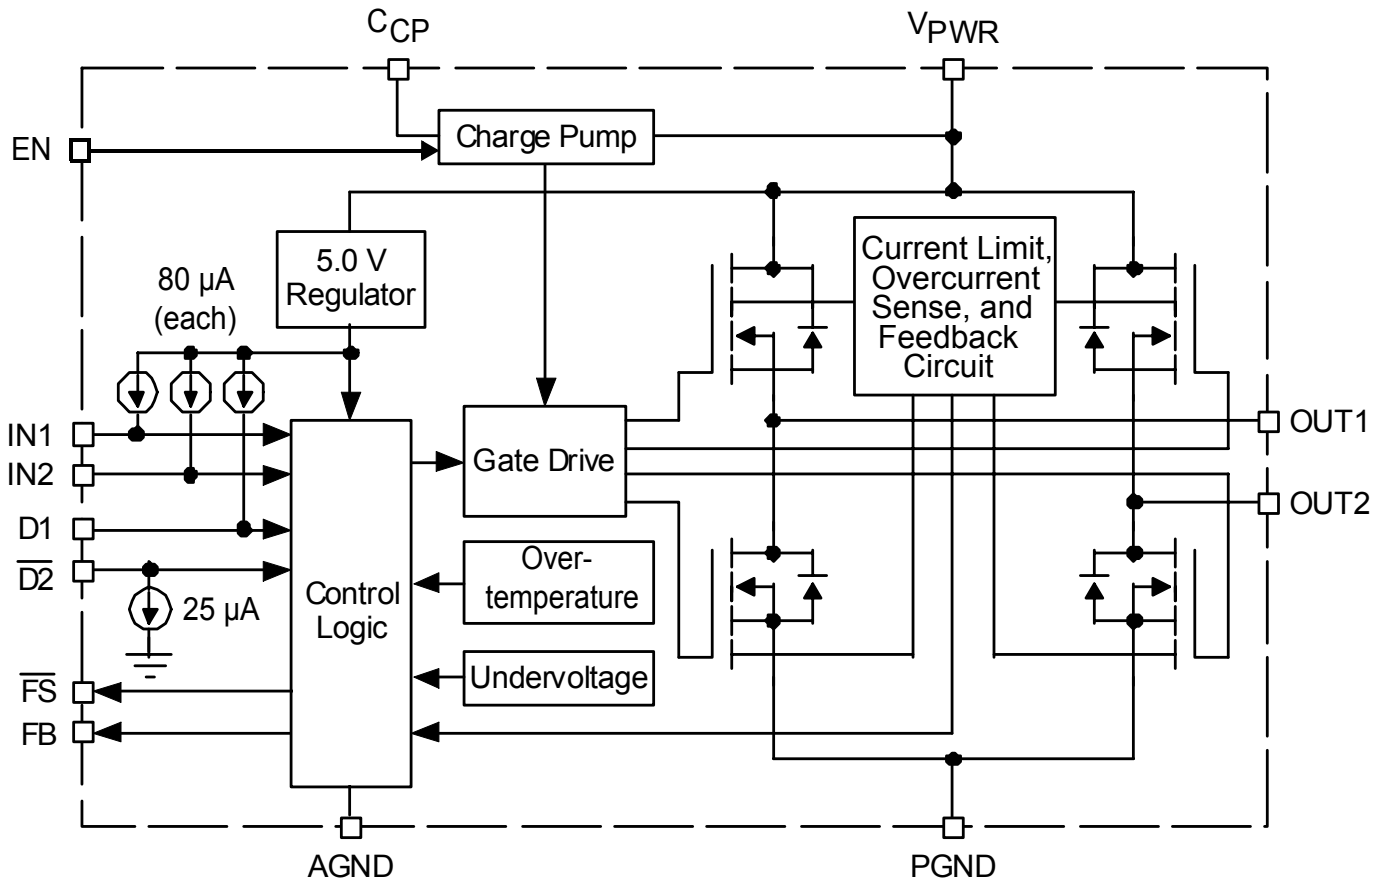 CCP
VPWR
EN
Charge Pump
5.0 V
Regulator
80 µA
(each)
Current Limit,
Overcurrent
Sense, and
Feedback
Circuit
IN1
IN2
D1
D2
25 µA
FS
FB
Control
Logic
Gate Drive
Over-
temperature
Undervoltage
OUT1
OUT2
AGND
PGND